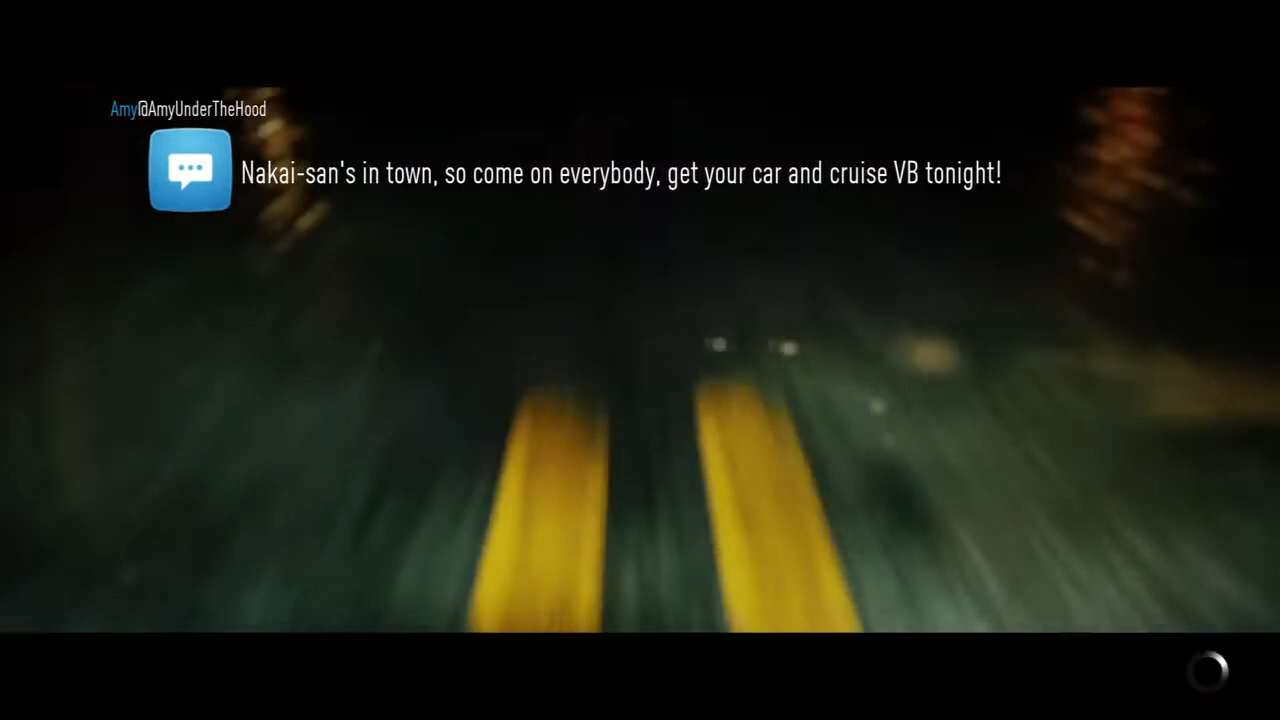 Amy@AmyUnderTheHood
Nakai-san's in town, so come on everybody, get your car and cruise VB tonight!